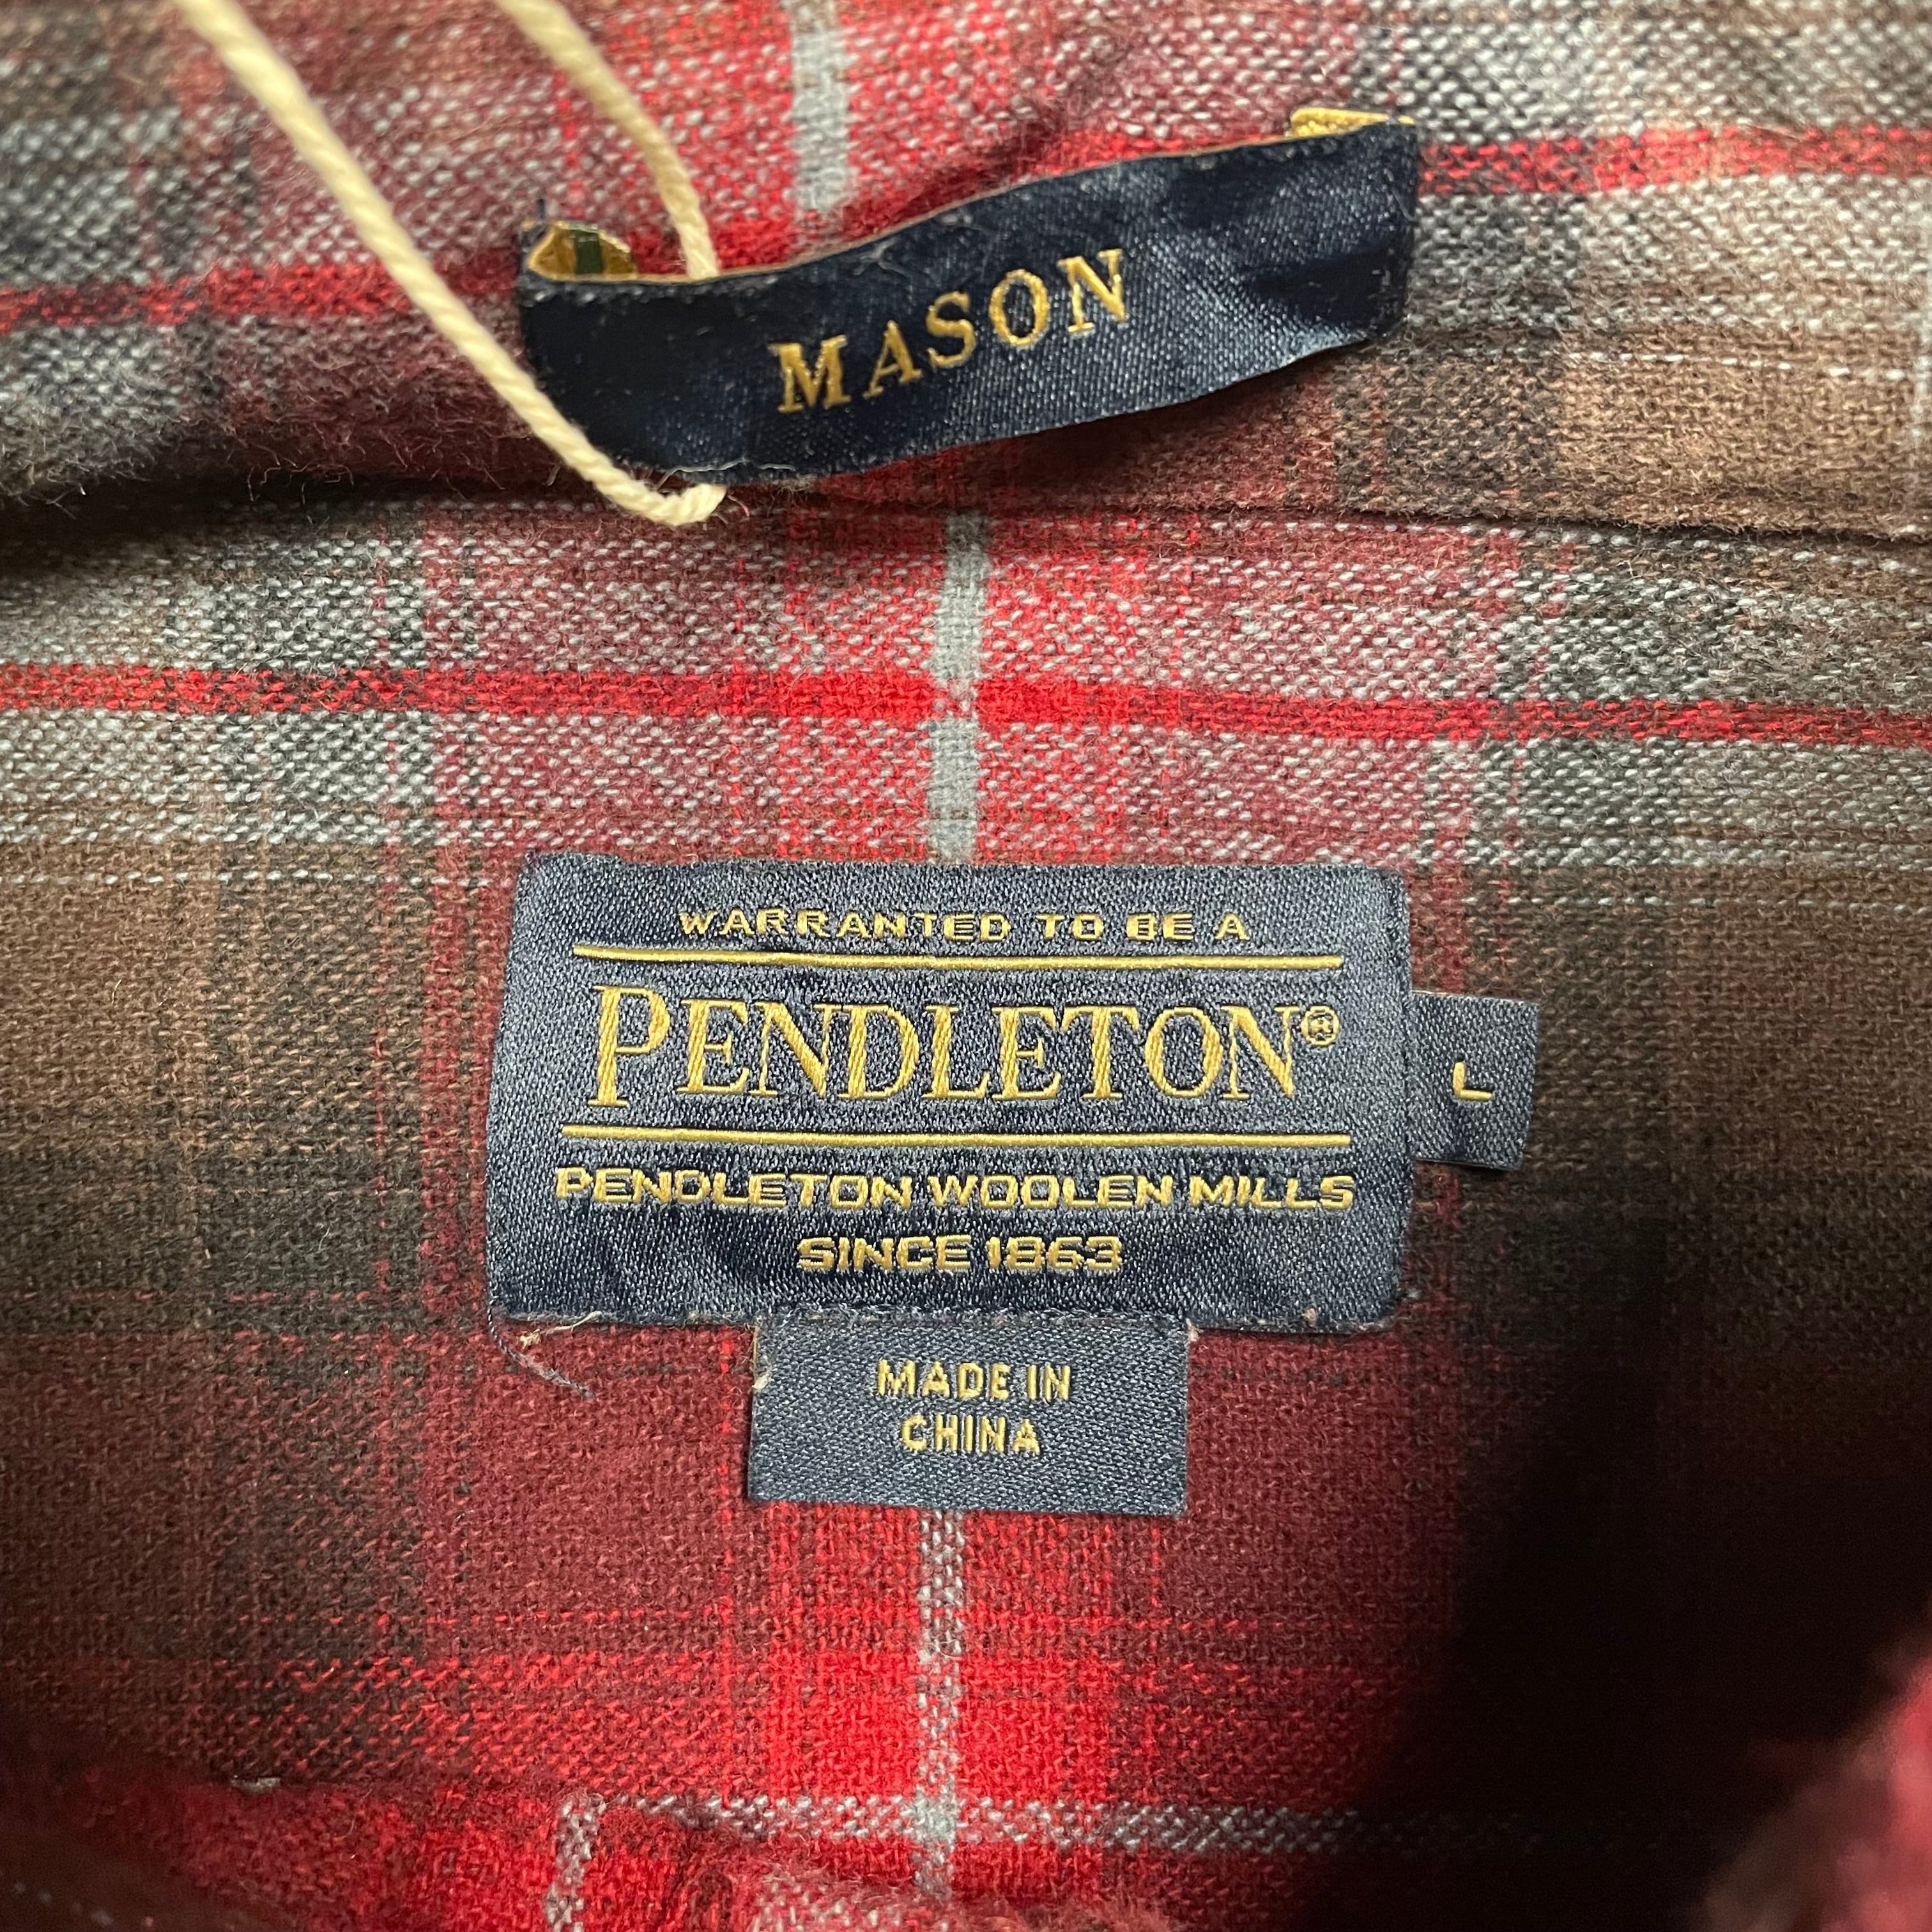 MASON
WARRANTED TO BE A
PENDLETON®
L
PENDLETON WOOLEN MILLS
SINCE 1863
MADE IN
CHINA